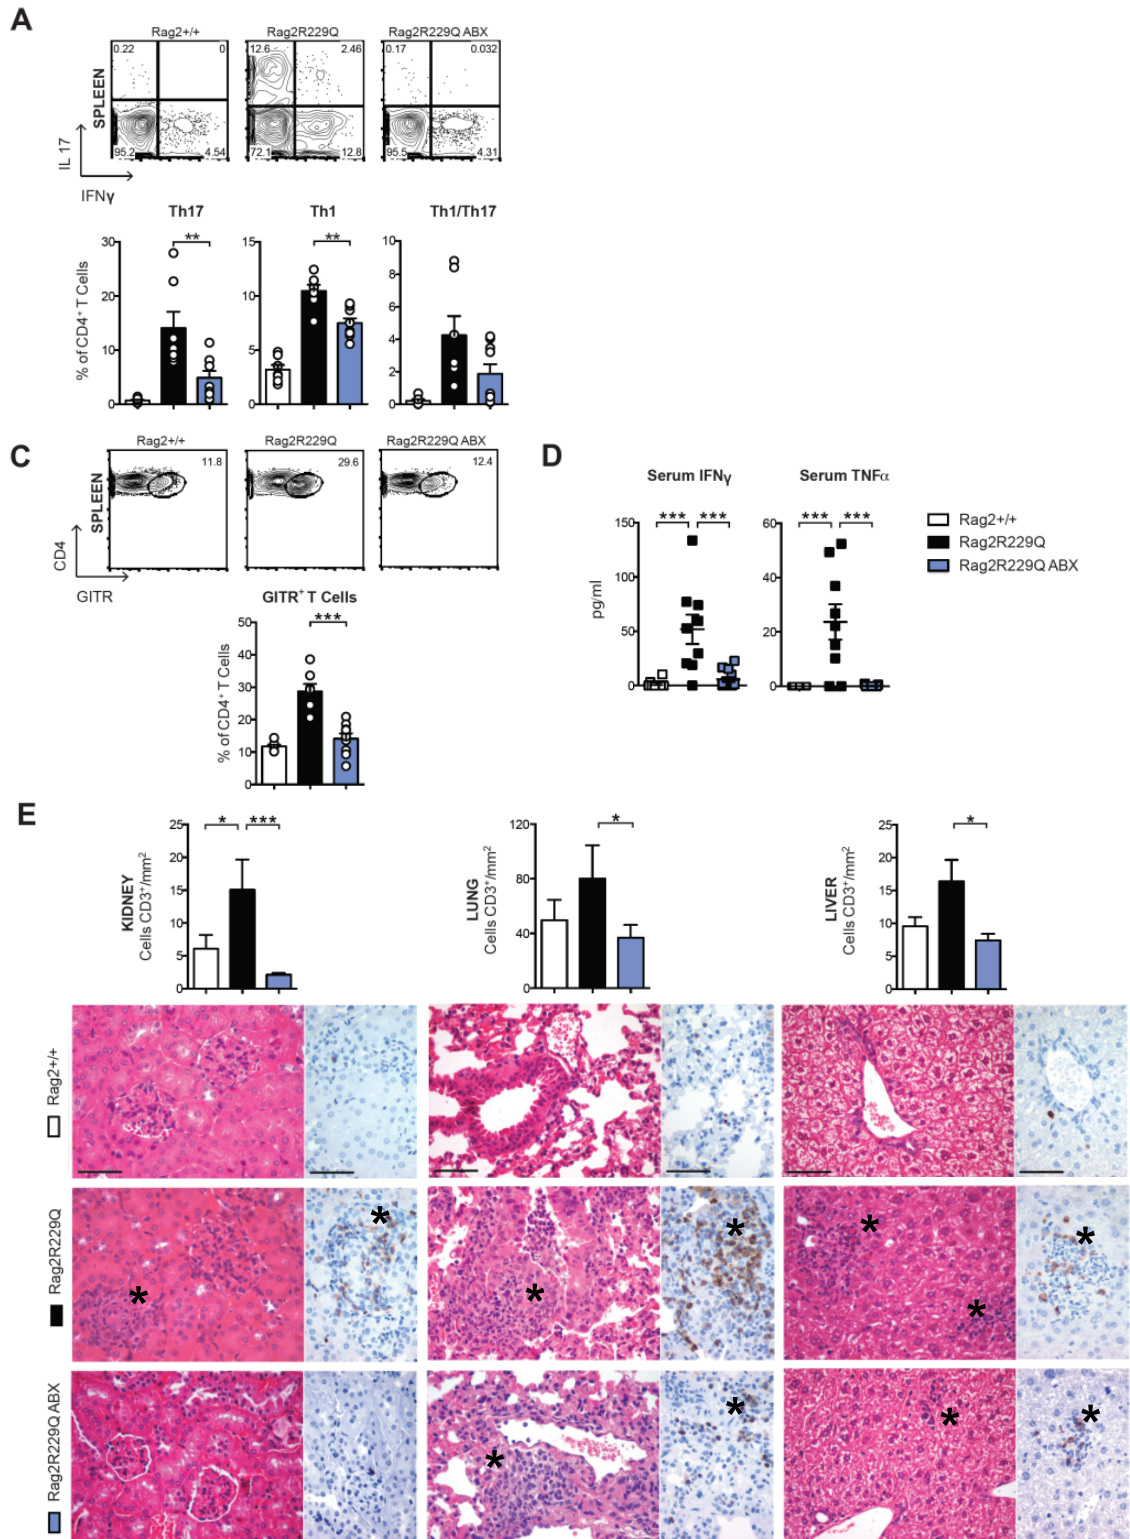 A
Rag2+/+ Rag2R229Q Rag2R229Q ABX
0.22 0 12.6 2.46 0.17 0.032
SPLEEN
95.2 4.54 72.1 12.8 95.5 4.31
IL 17
IFNγ
Th17 Th1 Th1/Th17
% of CD4+ T Cells
30
20
10
0
**
15
10
5
0
**
10
8
6
4
2
0
C
Rag2+/+ Rag2R229Q Rag2R229Q ABX
11.8 29.6 12.4
SPLEEN
CD4
GITR
GITR+ T Cells
% of CD4+ T Cells
50
40
30
20
10
0
***
D
Serum IFNγ Serum TNFα
pg/ml
150
100
50
0
*** ***
60
40
20
0
*** ***
Rag2+/+
Rag2R229Q
Rag2R229Q ABX
E
KIDNEY
Cells CD3+/mm2
25
20
15
10
5
0
* ***
LUNG
Cells CD3+/mm2
120
80
40
0
*
LIVER
Cells CD3+/mm2
25
20
15
10
5
0
*
Rag2+/+
Rag2R229Q
* * * * * * *
Rag2R229Q ABX
* * * *